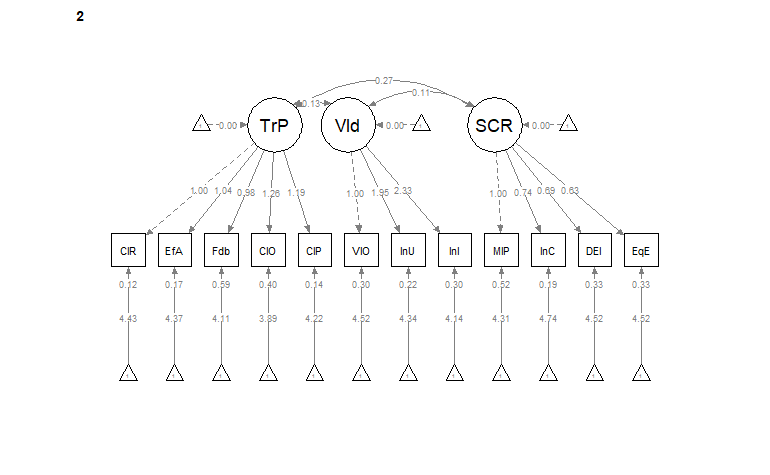 2
0.27
0.11
0.13
TrP
Vld
SCR
0.00
0.00
0.00
1.00 1.04 0.98 1.26 1.19 1.00 1.95 2.33 1.00 0.74 0.69 0.63
CIR EfA Fdb CIO CIP VIO InU InI MIP InC DEI EqE
0.12 0.17 0.59 0.40 0.14 0.30 0.22 0.30 0.52 0.19 0.33 0.33
4.43 4.37 4.11 3.89 4.22 4.52 4.34 4.14 4.31 4.74 4.52 4.52